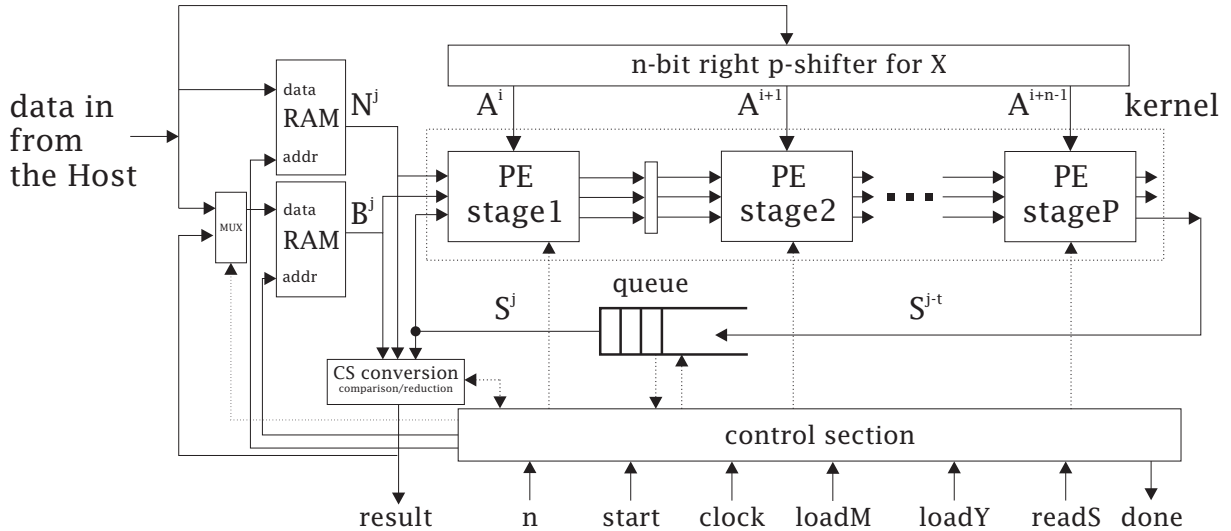 n-bit right p-shifter for X
data in
from
the Host
data
RAM
addr
N^j
A^i
A^i+1
A^i+n-1
kernel
PE
stage1
PE
stage2
PE
stageP
MUX
data
RAM
addr
B^j
queue
S^j
S^j-t
CS conversion
comparison/reduction
control section
result
n
start
clock
loadM
loadY
readS
done